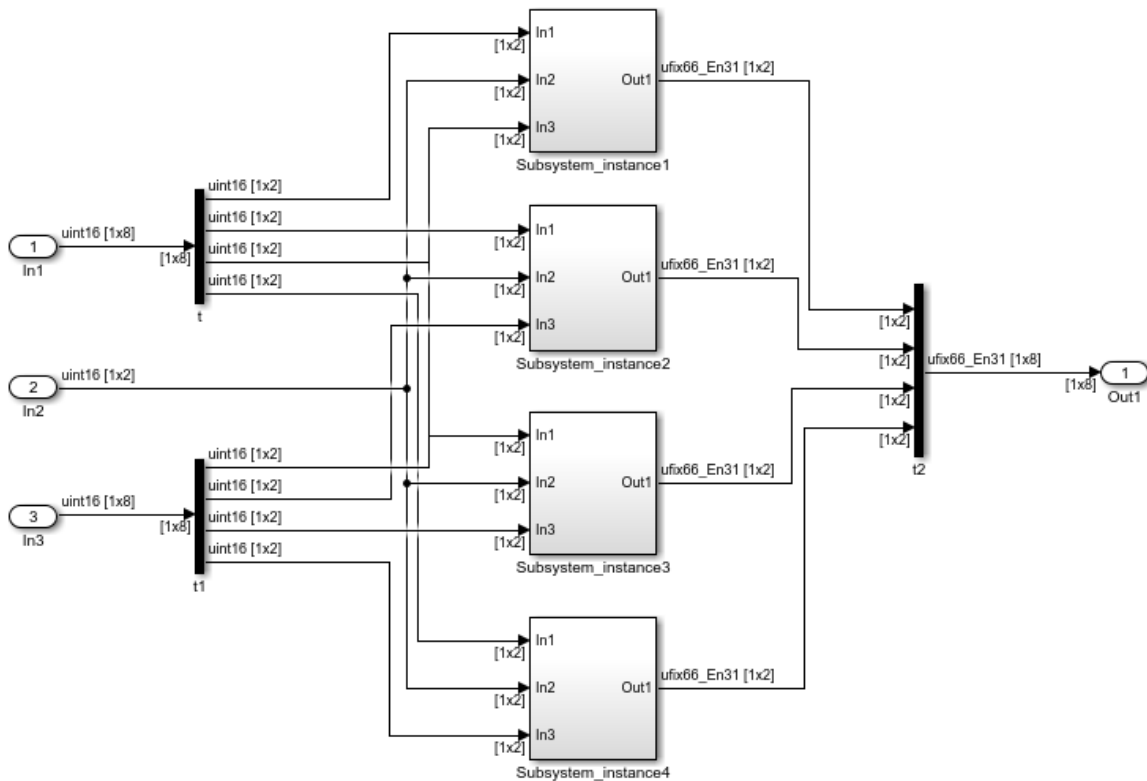 In1
[1x2]
In2
[1x2]
In3
[1x2]
Out1
ufix66_En31 [1x2]
Subsystem_instance1
1
In1
uint16 [1x8]
[1x8]
uint16 [1x2]
uint16 [1x2]
uint16 [1x2]
uint16 [1x2]
t
In1
[1x2]
In2
[1x2]
In3
[1x2]
Out1
ufix66_En31 [1x2]
Subsystem_instance2
2
In2
uint16 [1x2]
3
In3
uint16 [1x8]
[1x8]
uint16 [1x2]
uint16 [1x2]
uint16 [1x2]
uint16 [1x2]
t1
In1
[1x2]
In2
[1x2]
In3
[1x2]
Out1
ufix66_En31 [1x2]
Subsystem_instance3
In1
[1x2]
In2
[1x2]
In3
[1x2]
Out1
ufix66_En31 [1x2]
Subsystem_instance4
[1x2]
[1x2]
[1x2]
[1x2]
t2
ufix66_En31 [1x8]
[1x8]
1
Out1